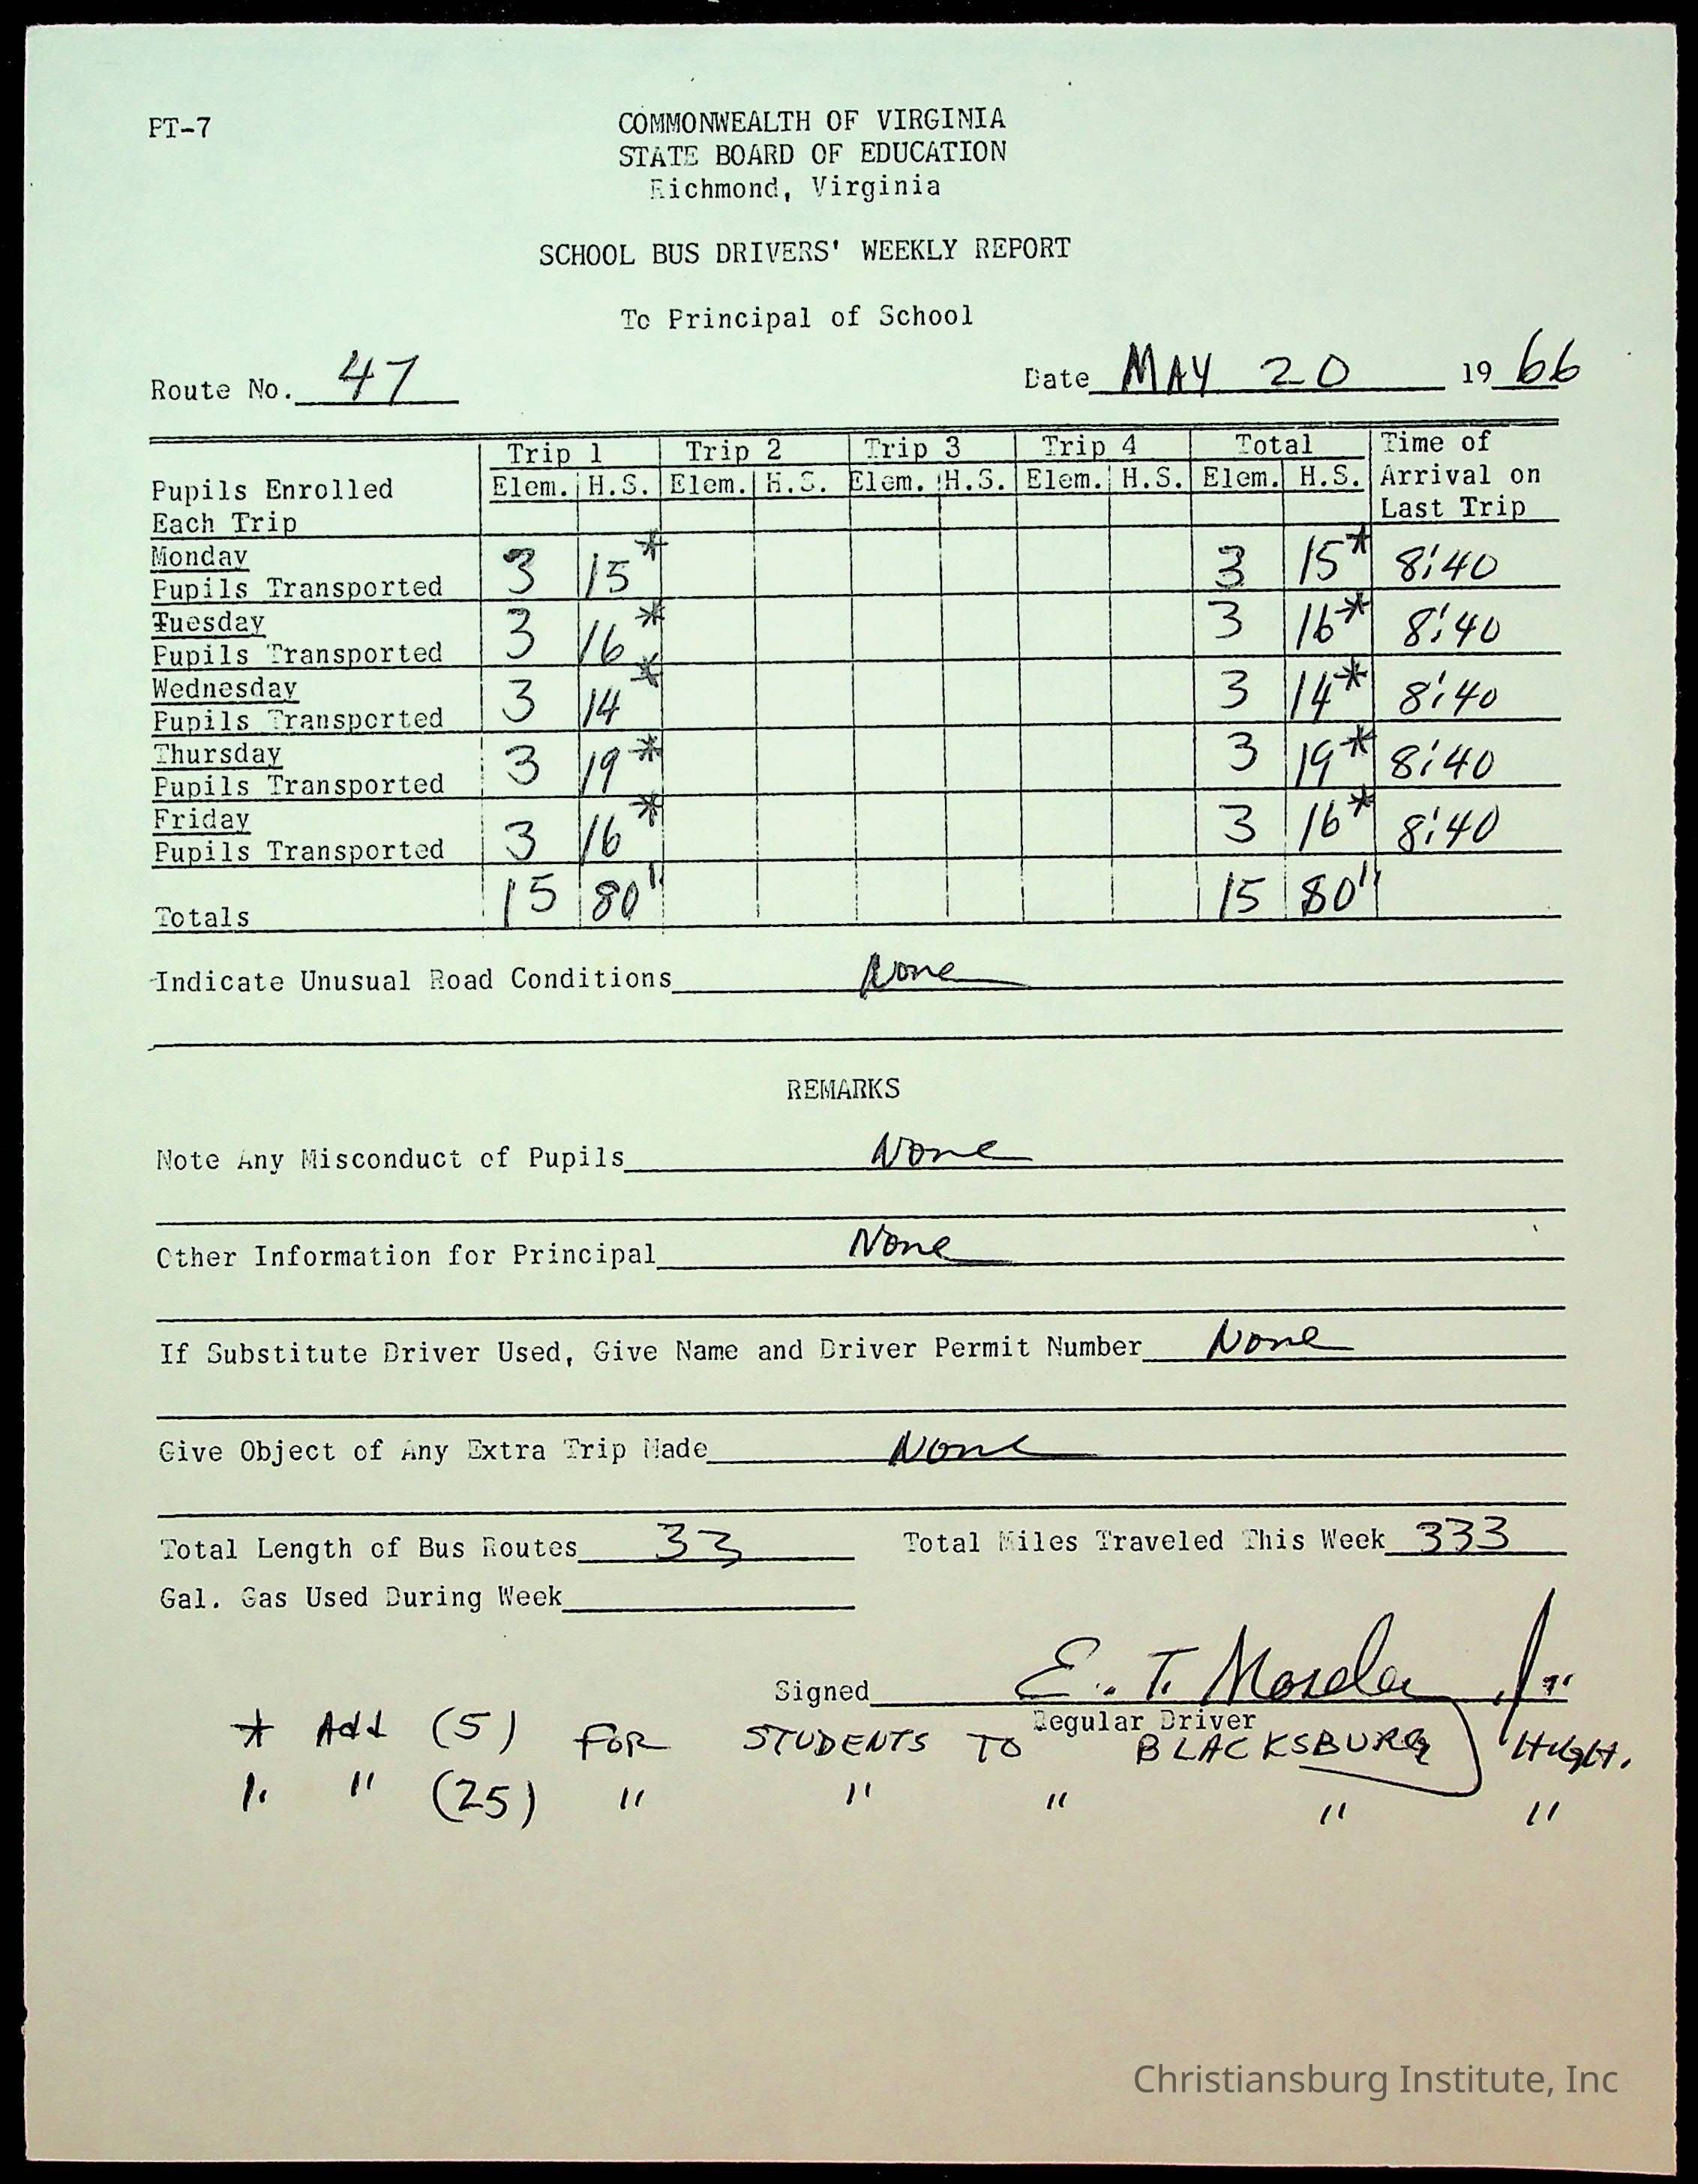 PT-7
COMMONWEALTH OF VIRGINIA
STATE BOARD OF EDUCATION
Richmond, Virginia
SCHOOL BUS DRIVERS' WEEKLY REPORT
To Principal of School
Route No. 47 Date MAY 20 1966
Trip 1 Trip 2 Trip 3 Trip 4 Total Time of
Pupils Enrolled Elem. H.S. Elem. H.S. Elem. H.S. Elem. H.S. Elem. H.S. Arrival on
Each Trip Last Trip
Monday
Pupils Transported 3 15* 3 15* 8:40
Tuesday
Pupils Transported 3 16* 3 16* 8:40
Wednesday
Pupils Transported 3 14* 3 14* 8:40
Thursday
Pupils Transported 3 19* 3 19* 8:40
Friday
Pupils Transported 3 16* 3 16* 8:40
Totals 15 80" 15 80"
Indicate Unusual Road Conditions None
REMARKS
Note Any Misconduct of Pupils None
Other Information for Principal None
If Substitute Driver Used, Give Name and Driver Permit Number None
Give Object of Any Extra Trip Made None
Total Length of Bus Routes 33 Total Miles Traveled This Week 333
Gal. Gas Used During Week
Signed E. T. Jr.
Regular Driver
* Add (5) FOR STUDENTS TO BLACKSBURG
" " (25) " " " " "
Christiansburg Institute, Inc